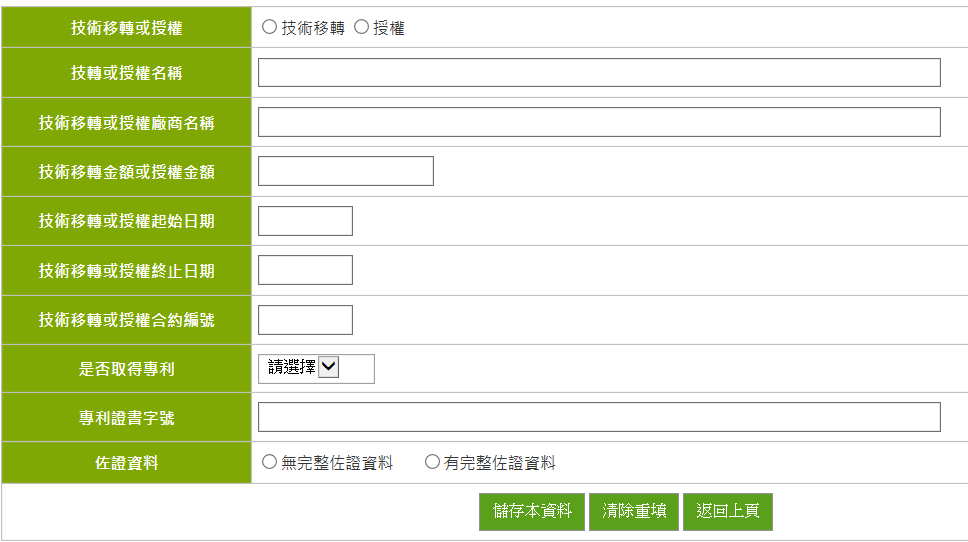 技術移轉或授權 技術移轉 授權
技轉或授權名稱
技術移轉或授權廠商名稱
技術移轉金額或授權金額
技術移轉或授權起始日期
技術移轉或授權終止日期
技術移轉或授權合約編號
是否取得專利 請選擇
專利證書字號
佐證資料 無完整佐證資料 有完整佐證資料
儲存本資料 清除重填 返回上頁